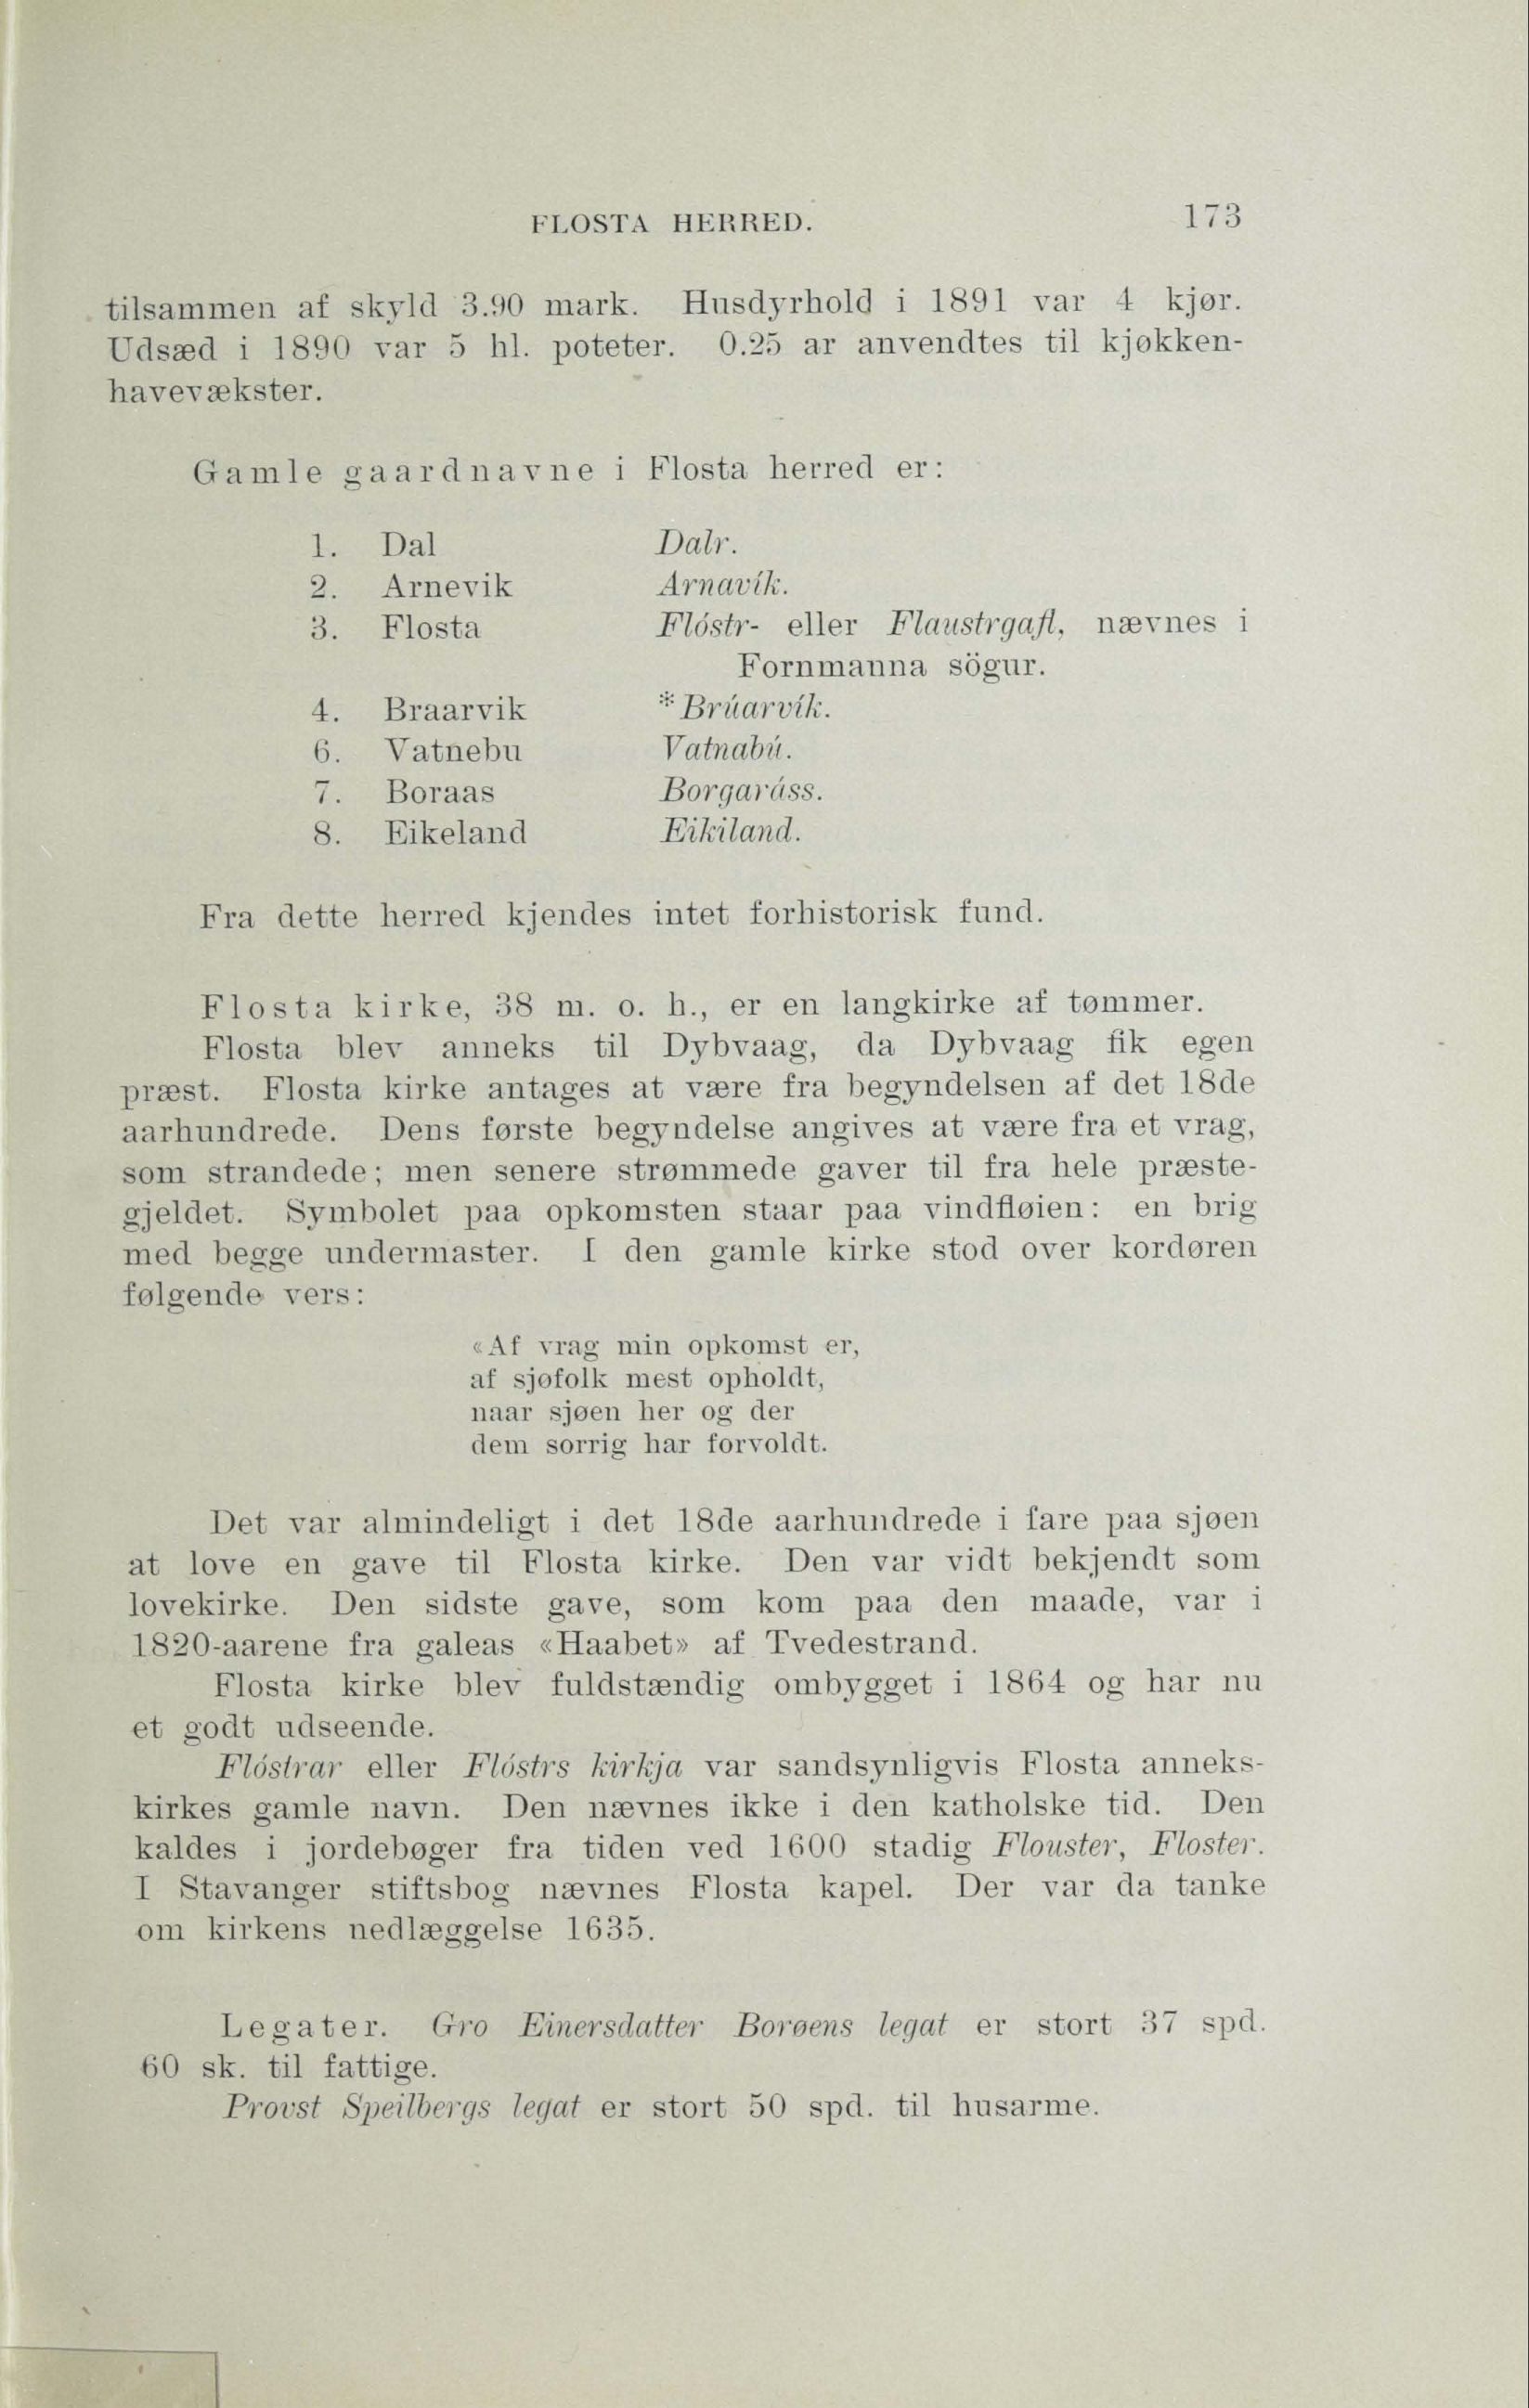 FLOSTA HERRED. 173
tilsammen af skyld 3.90 mark. Husdyrhold i 1891 var 4 kjør.
Udsæd i 1890 var 5 hl. poteter. 0.25 ar anvendtes til kjøkken-
havevækster.
Gamle gaardnavne i Flosta herred er:
1. Dal Dalr.
2. Arnevik Arnavík.
3. Flosta Flóstr- eller Flaustrgafl, nævnes i
Fornmanna sögur.
4. Braarvik *Brúarvík.
6. Vatnebu Vatnabú.
7. Boraas Borgaráss.
8. Eikeland Eikiland.
Fra dette herred kjendes intet forhistorisk fund.
Flosta kirke, 38 m. o. h., er en langkirke af tømmer.
Flosta blev anneks til Dybvaag, da Dybvaag fik egen
præst. Flosta kirke antages at være fra begyndelsen af det 18de
aarhundrede. Dens første begyndelse angives at være fra et vrag,
som strandede; men senere strømmede gaver til fra hele præste-
gjeldet. Symbolet paa opkomsten staar paa vindfløien: en brig
med begge undermaster. I den gamle kirke stod over kordøren
følgende vers:
«Af vrag min opkomst er,
af sjøfolk mest opholdt,
naar sjøen her og der
dem sorrig har forvoldt.
Det var almindeligt i det 18de aarhundrede i fare paa sjøen
at love en gave til Flosta kirke. Den var vidt bekjendt som
lovekirke. Den sidste gave, som kom paa den maade, var i
1820-aarene fra galeas «Haabet» af Tvedestrand.
Flosta kirke blev fuldstændig ombygget i 1864 og har nu
et godt udseende.
Flóstrar eller Flóstrs kirkja var sandsynligvis Flosta anneks-
kirkes gamle navn. Den nævnes ikke i den katholske tid. Den
kaldes i jordebøger fra tiden ved 1600 stadig Flouster, Floster.
I Stavanger stiftsbog nævnes Flosta kapel. Der var da tanke
om kirkens nedlæggelse 1635.
Legater. Gro Einersdatter Borøens legat er stort 37 spd.
60 sk. til fattige.
Provst Speilbergs legat er stort 50 spd. til husarme.